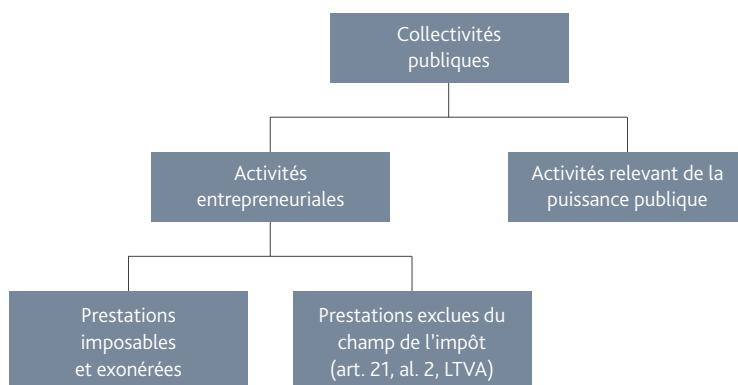 Collectivités
publiques
Activités
entrepreneuriales
Activités relevant de la
puissance publique
Prestations
imposables
et exonérées
Prestations exclues du
champ de l'impôt
(art. 21, al. 2, LTVA)